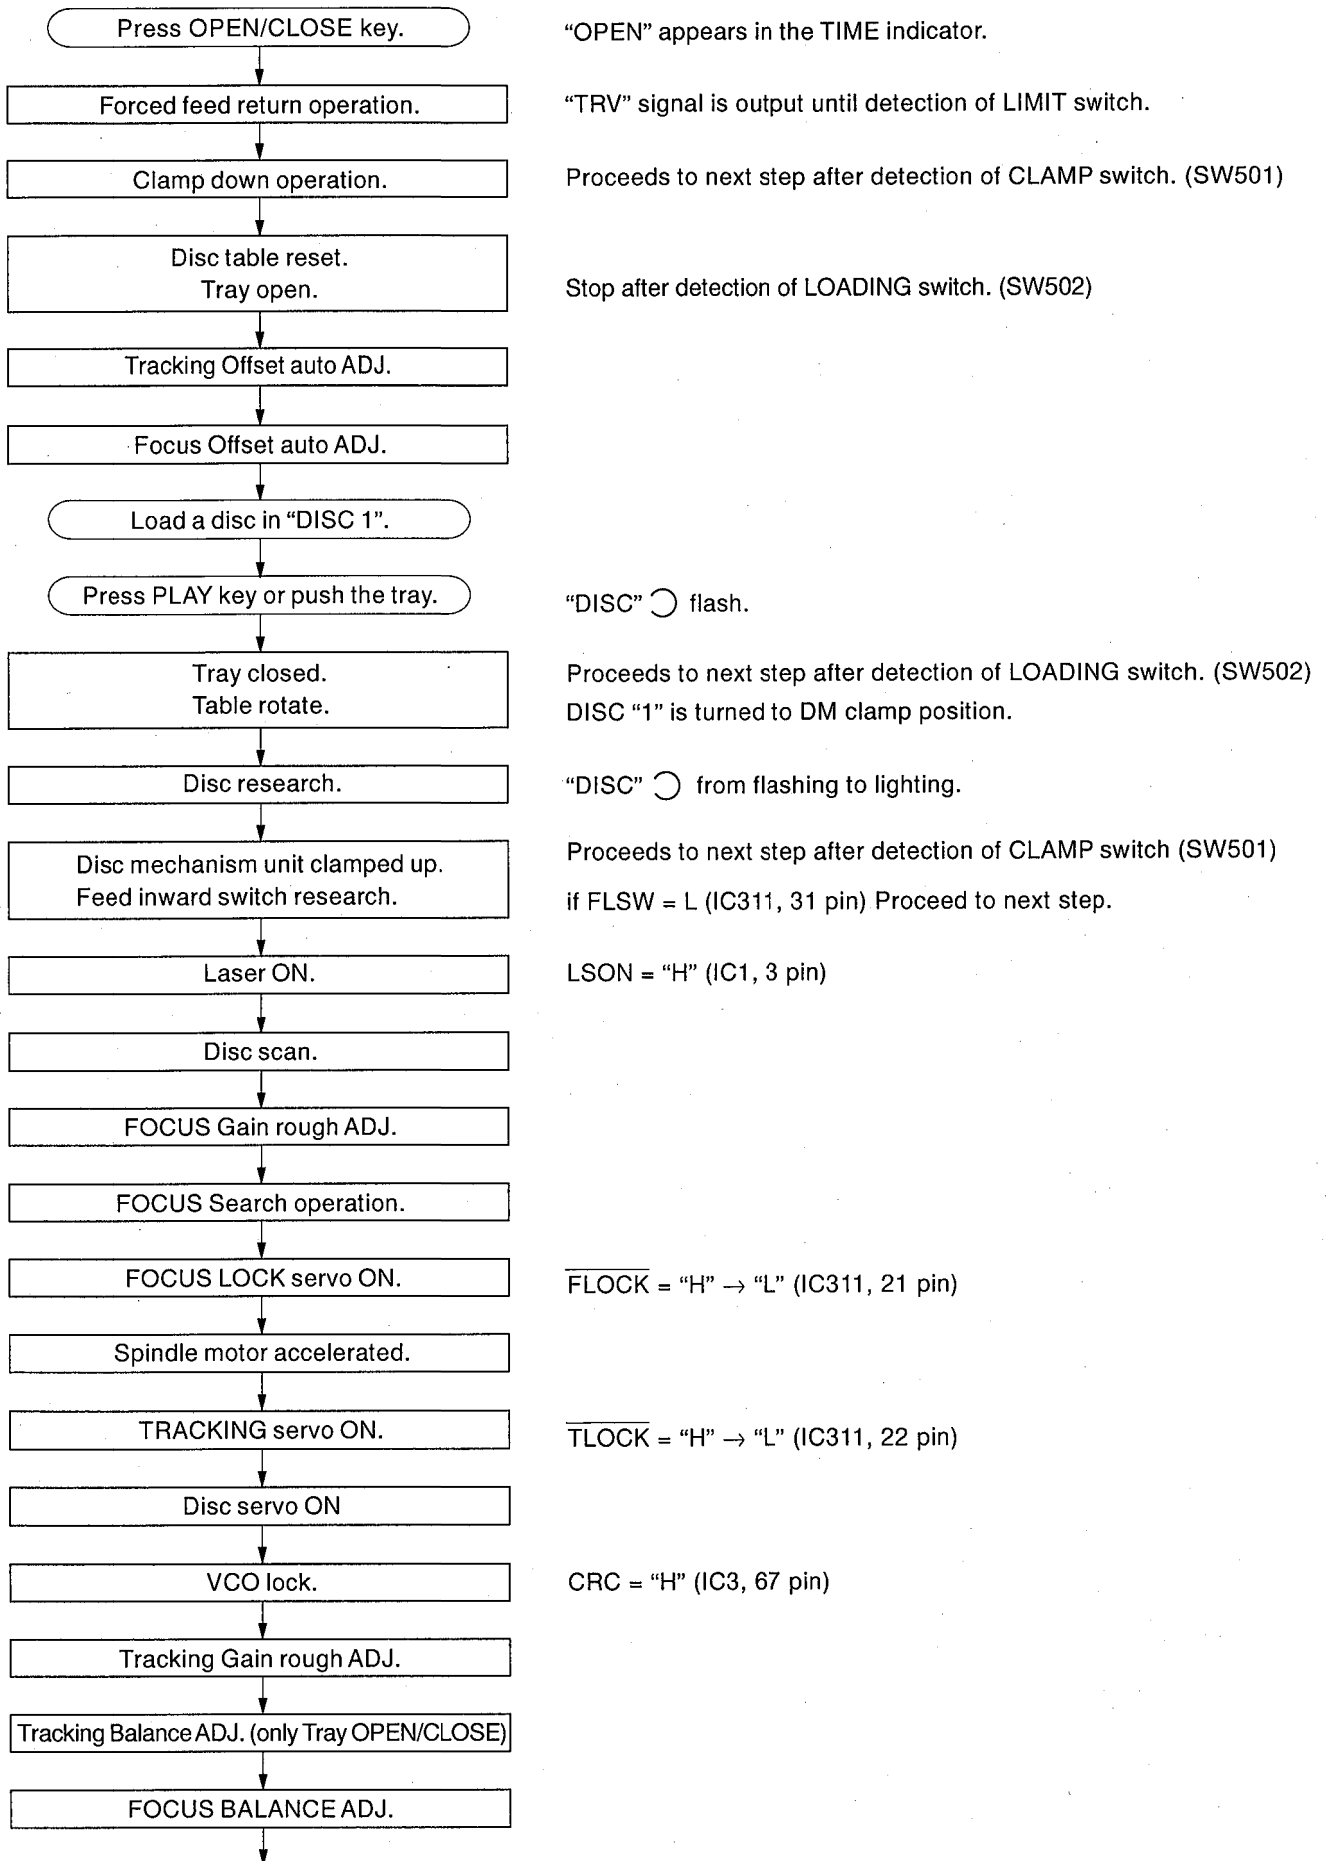 Press OPEN/CLOSE key.
“OPEN” appears in the TIME indicator.
Forced feed return operation.
“TRV” signal is output until detection of LIMIT switch.
Clamp down operation.
Proceeds to next step after detection of CLAMP switch. (SW501)
Disc table reset.
Tray open.
Stop after detection of LOADING switch. (SW502)
Tracking Offset auto ADJ.
Focus Offset auto ADJ.
Load a disc in “DISC 1”.
Press PLAY key or push the tray.
“DISC” flash.
Tray closed.
Table rotate.
Proceeds to next step after detection of LOADING switch. (SW502)
DISC “1” is turned to DM clamp position.
Disc research.
“DISC” from flashing to lighting.
Disc mechanism unit clamped up.
Feed inward switch research.
Proceeds to next step after detection of CLAMP switch (SW501)
if FLSW = L (IC311, 31 pin) Proceed to next step.
Laser ON.
LSON = “H” (IC1, 3 pin)
Disc scan.
FOCUS Gain rough ADJ.
FOCUS Search operation.
FOCUS LOCK servo ON.
FLOCK = “H” → “L” (IC311, 21 pin)
Spindle motor accelerated.
TRACKING servo ON.
TLOCK = “H” → “L” (IC311, 22 pin)
Disc servo ON
VCO lock.
CRC = “H” (IC3, 67 pin)
Tracking Gain rough ADJ.
Tracking Balance ADJ. (only Tray OPEN/CLOSE)
FOCUS BALANCE ADJ.